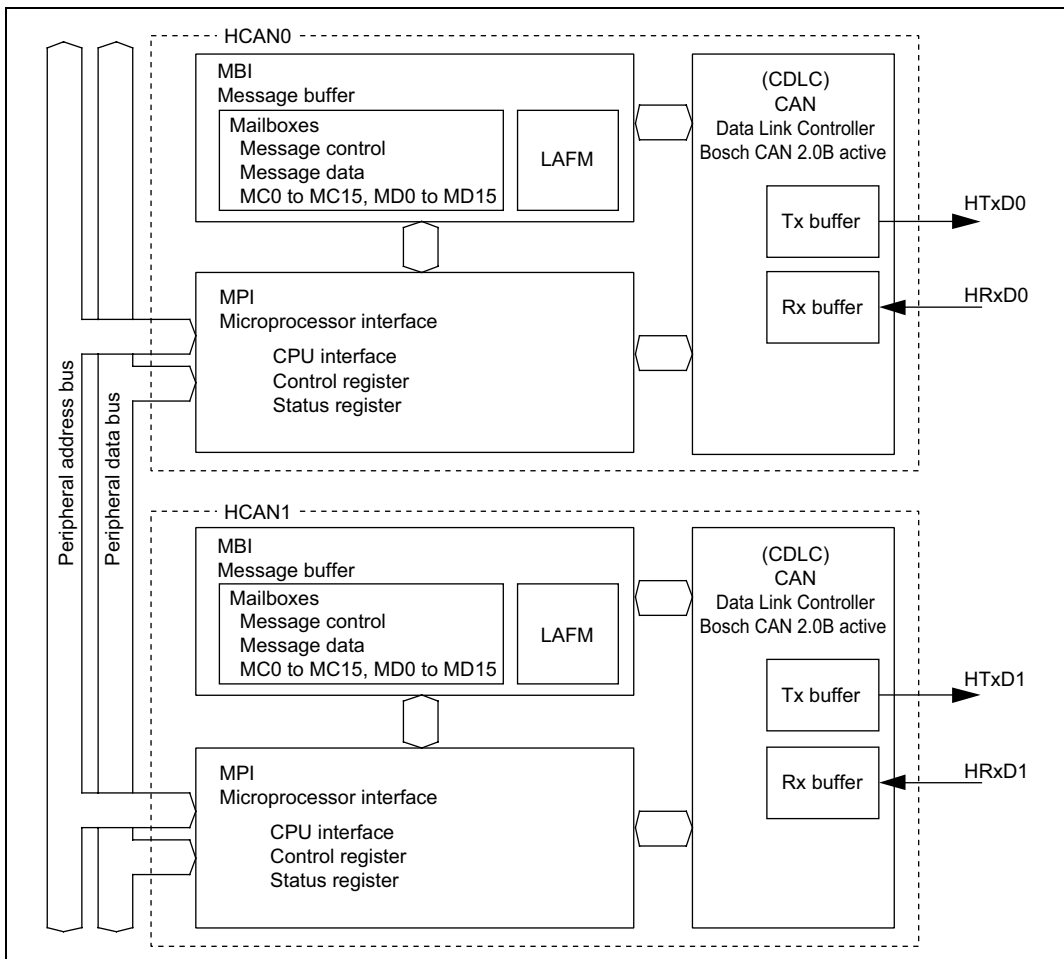 HCAN0
MBI
Message buffer
Mailboxes
Message control
Message data
MC0 to MC15, MD0 to MD15
LAFM
(CDLC)
CAN
Data Link Controller
Bosch CAN 2.0B active
Tx buffer
HTxD0
Rx buffer
HRxD0
MPI
Microprocessor interface
CPU interface
Control register
Status register
Peripheral address bus
Peripheral data bus
HCAN1
MBI
Message buffer
Mailboxes
Message control
Message data
MC0 to MC15, MD0 to MD15
LAFM
(CDLC)
CAN
Data Link Controller
Bosch CAN 2.0B active
Tx buffer
HTxD1
Rx buffer
HRxD1
MPI
Microprocessor interface
CPU interface
Control register
Status register